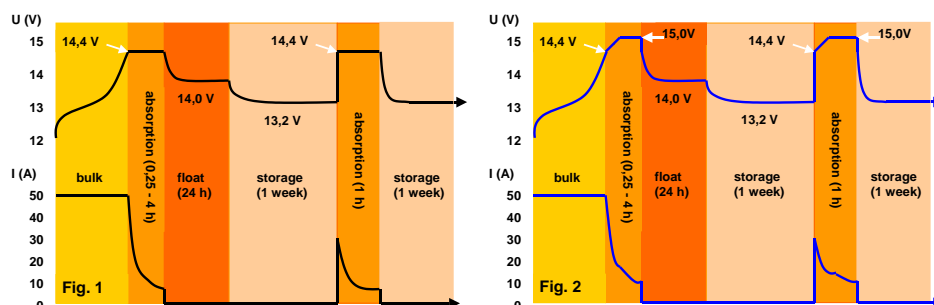 U (V)
15
14
13
12
14,4 V
14,4 V
14,0 V
13,2 V
absorption (0,25 - 4 h)
absorption (1 h)
I (A)
50
40
30
20
10
0
bulk
float
(24 h)
storage
(1 week)
storage
(1 week)
Fig. 1
U (V)
15
14
13
12
14,4 V
15,0V
14,4 V
15,0V
14,0 V
13,2 V
absorption (0,25 - 4 h)
absorption (1 h)
I (A)
50
40
30
20
10
0
bulk
float
(24 h)
storage
(1 week)
storage
(1 week)
Fig. 2